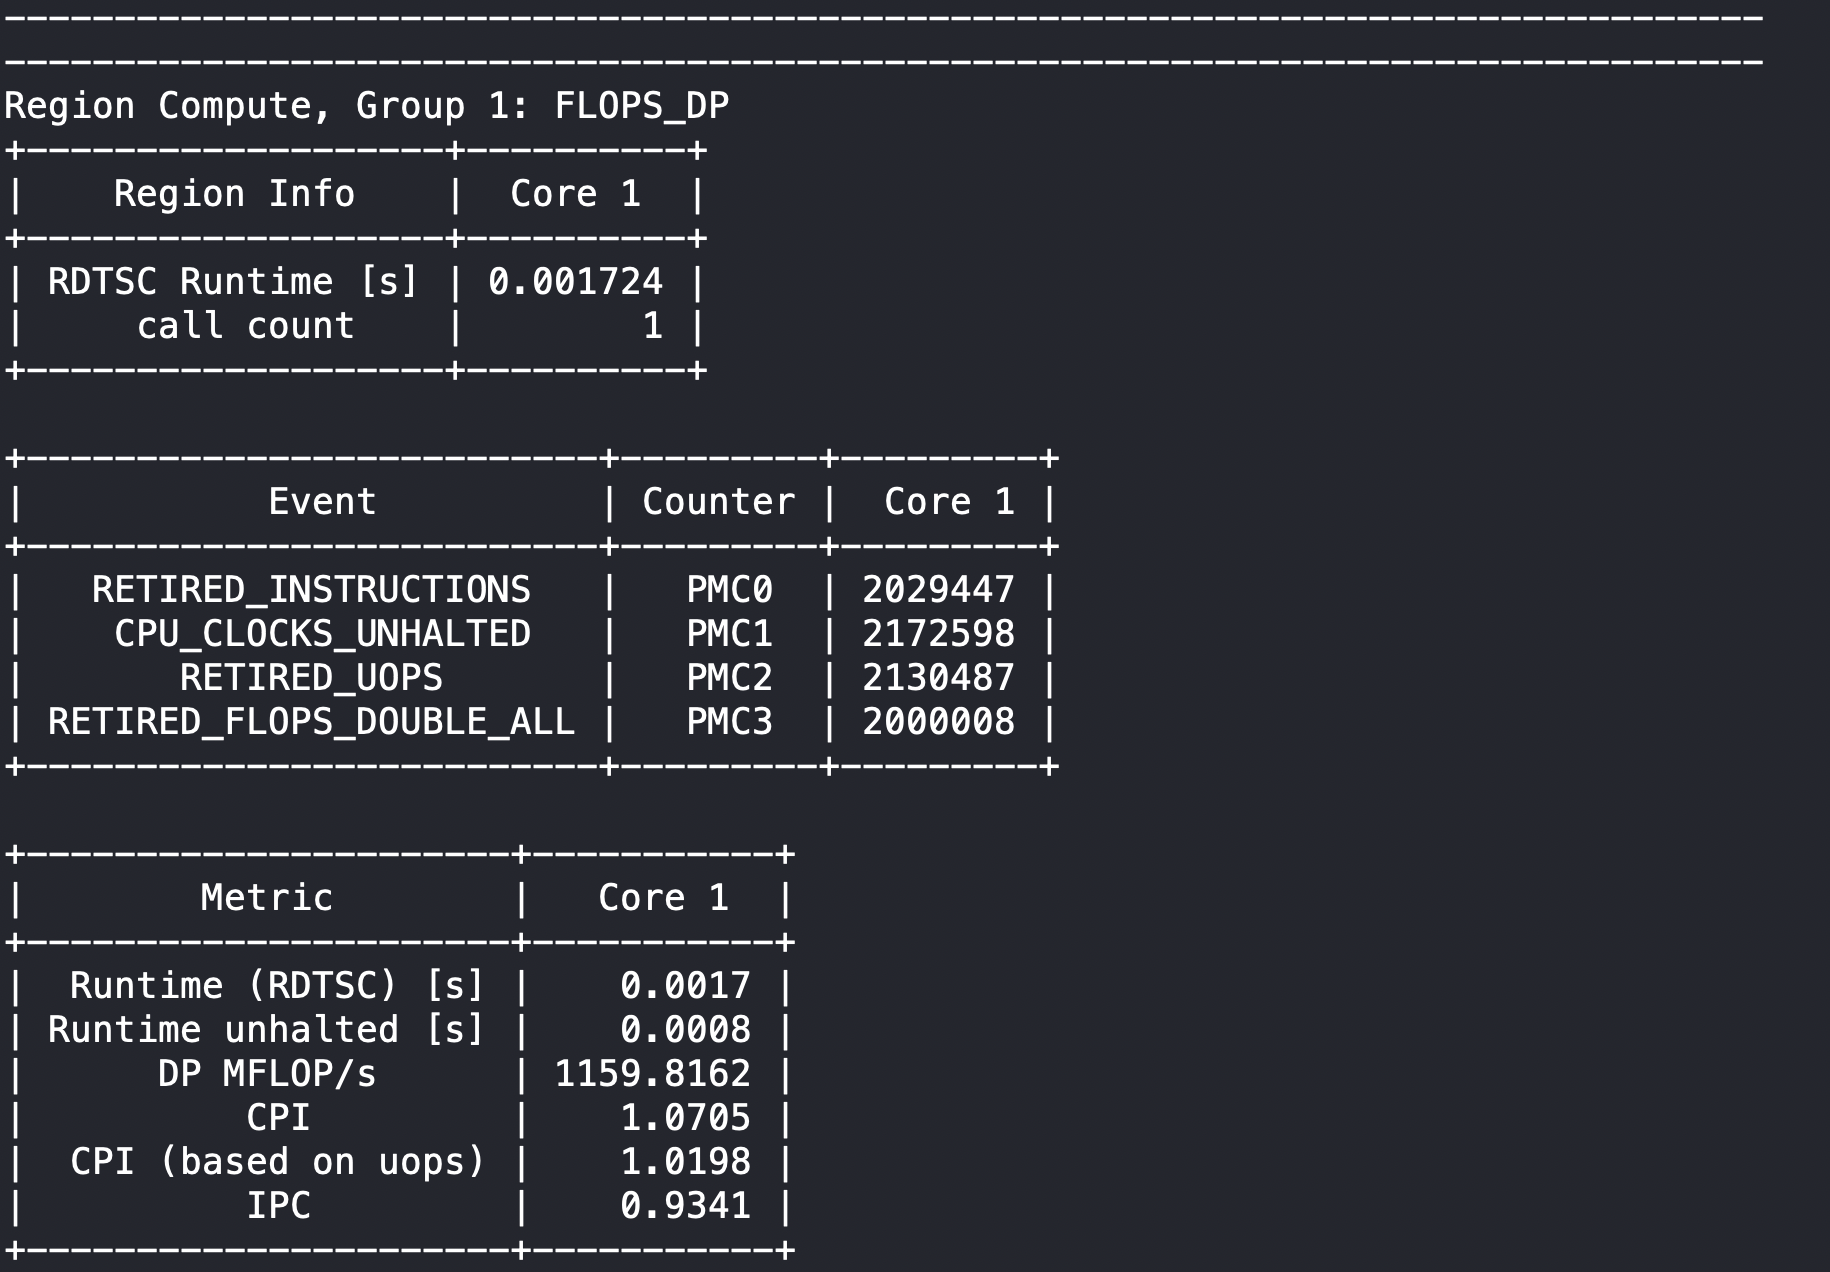 --------------------------------------------------------------------------------
--------------------------------------------------------------------------------
Region Compute, Group 1: FLOPS_DP
+-------------------+----------+
|    Region Info    |  Core 1  |
+-------------------+----------+
| RDTSC Runtime [s] | 0.001724 |
|     call count    |        1 |
+-------------------+----------+
+--------------------------+---------+---------+
|           Event          | Counter |  Core 1 |
+--------------------------+---------+---------+
|   RETIRED_INSTRUCTIONS   |   PMC0  | 2029447 |
|    CPU_CLOCKS_UNHALTED   |   PMC1  | 2172598 |
|       RETIRED_UOPS       |   PMC2  | 2130487 |
| RETIRED_FLOPS_DOUBLE_ALL |   PMC3  | 2000008 |
+--------------------------+---------+---------+
+----------------------+-----------+
|        Metric        |   Core 1  |
+----------------------+-----------+
|  Runtime (RDTSC) [s] |    0.0017 |
| Runtime unhalted [s] |    0.0008 |
|      DP MFLOP/s      | 1159.8162 |
|          CPI         |    1.0705 |
|  CPI (based on uops) |    1.0198 |
|          IPC         |    0.9341 |
+----------------------+-----------+